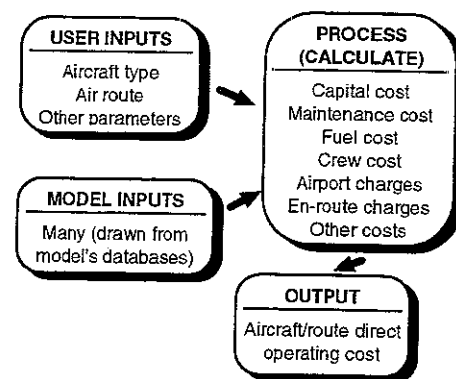 USER INPUTS
Aircraft type
Air route
Other parameters
MODEL INPUTS
Many (drawn from
model's databases)
PROCESS
(CALCULATE)
Capital cost
Maintenance cost
Fuel cost
Crew cost
Airport charges
En-route charges
Other costs
OUTPUT
Aircraft/route direct
operating cost